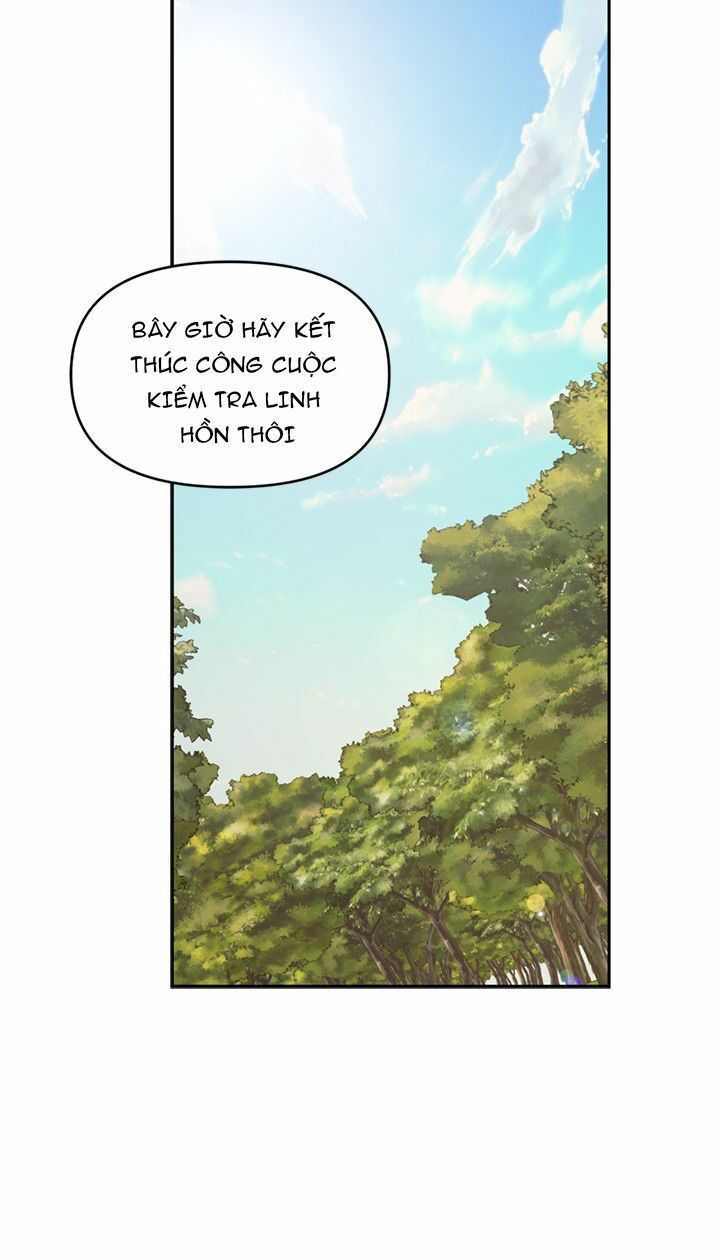 BÂY GIỜ HÃY KẾT
THÚC CÔNG CUỘC
KIỂM TRA LINH
HỒN THÔI